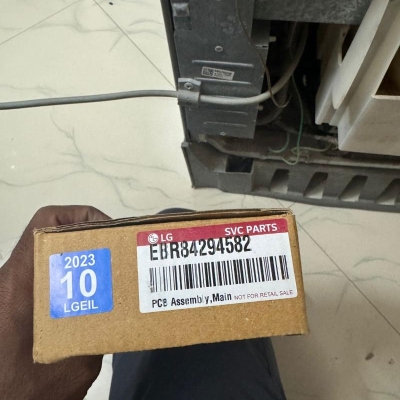 LG SVC PARTS
EBR84294582
PCB Assembly,Main NOT FOR RETAIL SALE
2023
10
LGEIL